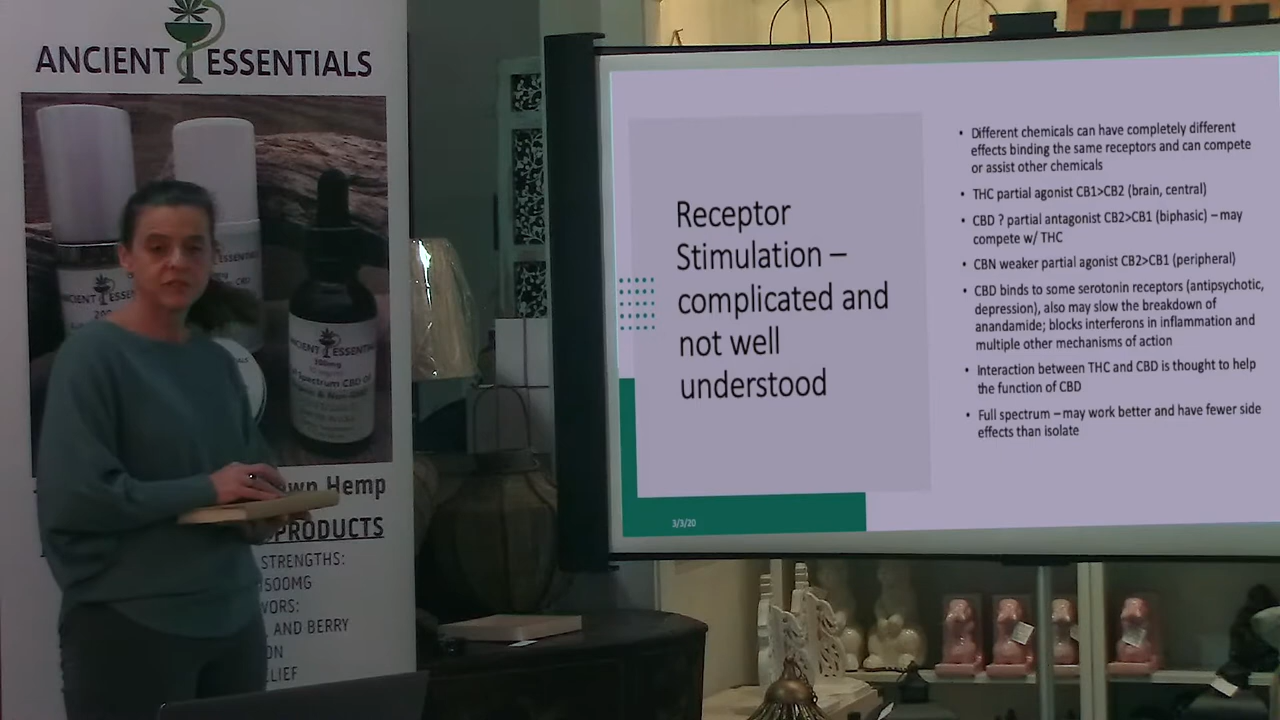 ANCIENT ESSENTIALS
ANCIENT ESSENTIALS
Spectrum CBD Oil
Hemp
PRODUCTS
STRENGTHS:
500MG
VORS:
AND BERRY
ON
LIEF
Receptor
Stimulation –
complicated and
not well
understood
3/3/20
• Different chemicals can have completely different
effects binding the same receptors and can compete
or assist other chemicals
• THC partial agonist CB1>CB2 (brain, central)
• CBD ? partial antagonist CB2>CB1 (biphasic) – may
compete w/ THC
• CBN weaker partial agonist CB2>CB1 (peripheral)
• CBD binds to some serotonin receptors (antipsychotic,
depression), also may slow the breakdown of
anandamide; blocks interferons in inflammation and
multiple other mechanisms of action
• Interaction between THC and CBD is thought to help
the function of CBD
• Full spectrum – may work better and have fewer side
effects than isolate